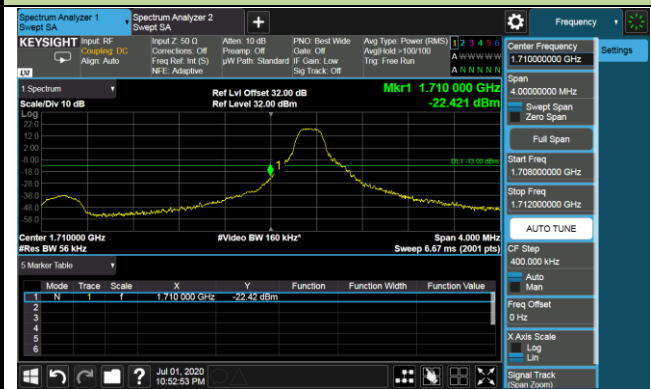 Spectrum Analyzer 1
Swept SA
Spectrum Analyzer 2
Swept SA
+
Frequency
KEYSIGHT
Input: RF
Coupling: DC
Align: Auto
Input Z: 50 Ω
Corrections: Off
Freq Ref: Int (S)
NFE: Adaptive
Atten: 10 dB
Preamp: Off
µW Path: Standard
PNO: Best Wide
Gate: Off
IF Gain: Low
Sig Track: Off
Avg Type: Power (RMS)
Avg|Hold:>100/100
Trig: Free Run
1 2 3 4 5 6
A W W W W W
A N N N N N
LXI
1 Spectrum
Scale/Div 10 dB
Ref Lvl Offset 32.00 dB
Ref Level 32.00 dBm
Mkr1 1.710 000 GHz
-22.421 dBm
Log
22.0
12.0
2.00
-8.00
-18.0
-28.0
-38.0
-48.0
-58.0
1
DL1 -13.00 dBm
Center 1.710000 GHz
#Res BW 56 kHz
#Video BW 160 kHz*
Span 4.000 MHz
Sweep 6.67 ms (2001 pts)
5 Marker Table
Mode Trace Scale X Y Function Function Width Function Value
1 N 1 f 1.710 000 GHz -22.42 dBm
2
3
4
5
6
Jul 01, 2020
10:52:53 PM
Center Frequency
1.710000000 GHz
Settings
Span
4.00000000 MHz
Swept Span
Zero Span
Full Span
Start Freq
1.708000000 GHz
Stop Freq
1.712000000 GHz
AUTO TUNE
CF Step
400.000 kHz
Auto
Man
Freq Offset
0 Hz
X Axis Scale
Log
Lin
Signal Track
(Span Zoom)